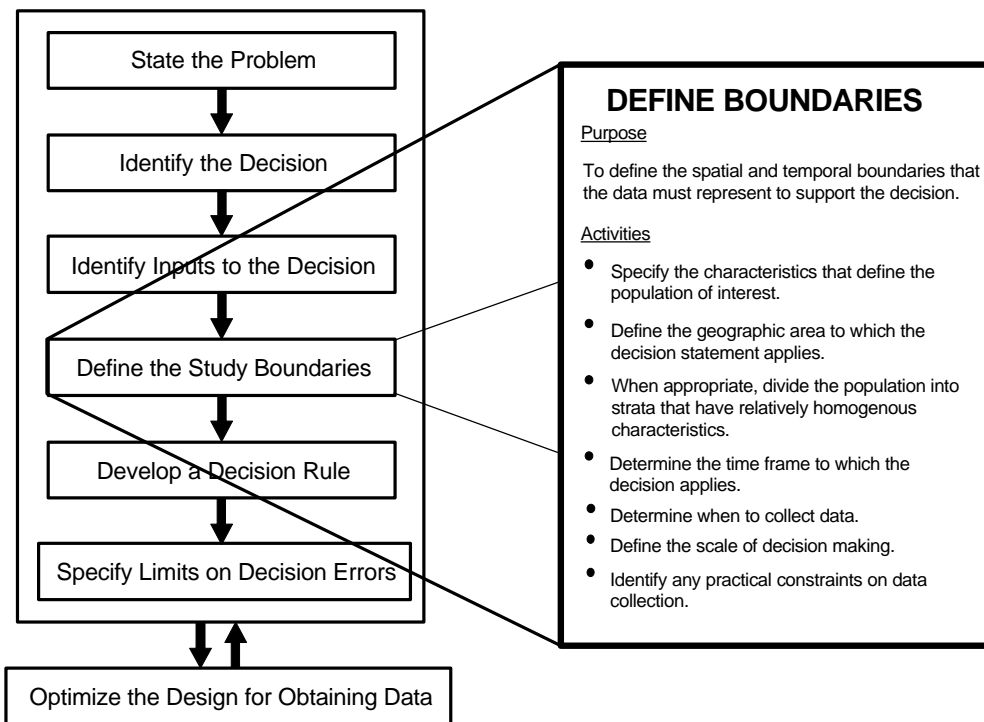 State the Problem
Identify the Decision
Identify Inputs to the Decision
Define the Study Boundaries
Develop a Decision Rule
Specify Limits on Decision Errors
Optimize the Design for Obtaining Data
DEFINE BOUNDARIES
Purpose
To define the spatial and temporal boundaries that
the data must represent to support the decision.
Activities
• Specify the characteristics that define the
population of interest.
• Define the geographic area to which the
decision statement applies.
• When appropriate, divide the population into
strata that have relatively homogenous
characteristics.
• Determine the time frame to which the
decision applies.
• Determine when to collect data.
• Define the scale of decision making.
• Identify any practical constraints on data
collection.